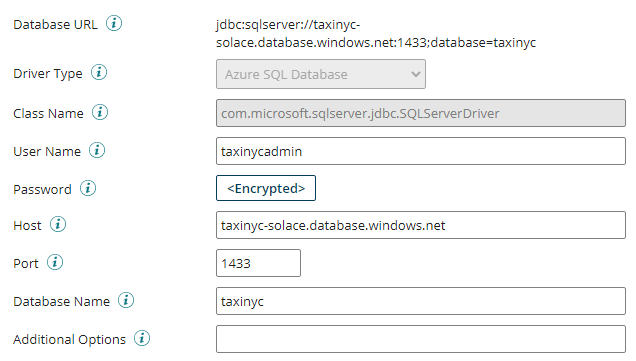 Database URL i jdbc:sqlserver://taxinyc-
solace.database.windows.net:1433;database=taxinyc
Driver Type i Azure SQL Database
Class Name i com.microsoft.sqlserver.jdbc.SQLServerDriver
User Name i taxinycadmin
Password i <Encrypted>
Host i taxinyc-solace.database.windows.net
Port i 1433
Database Name i taxinyc
Additional Options i